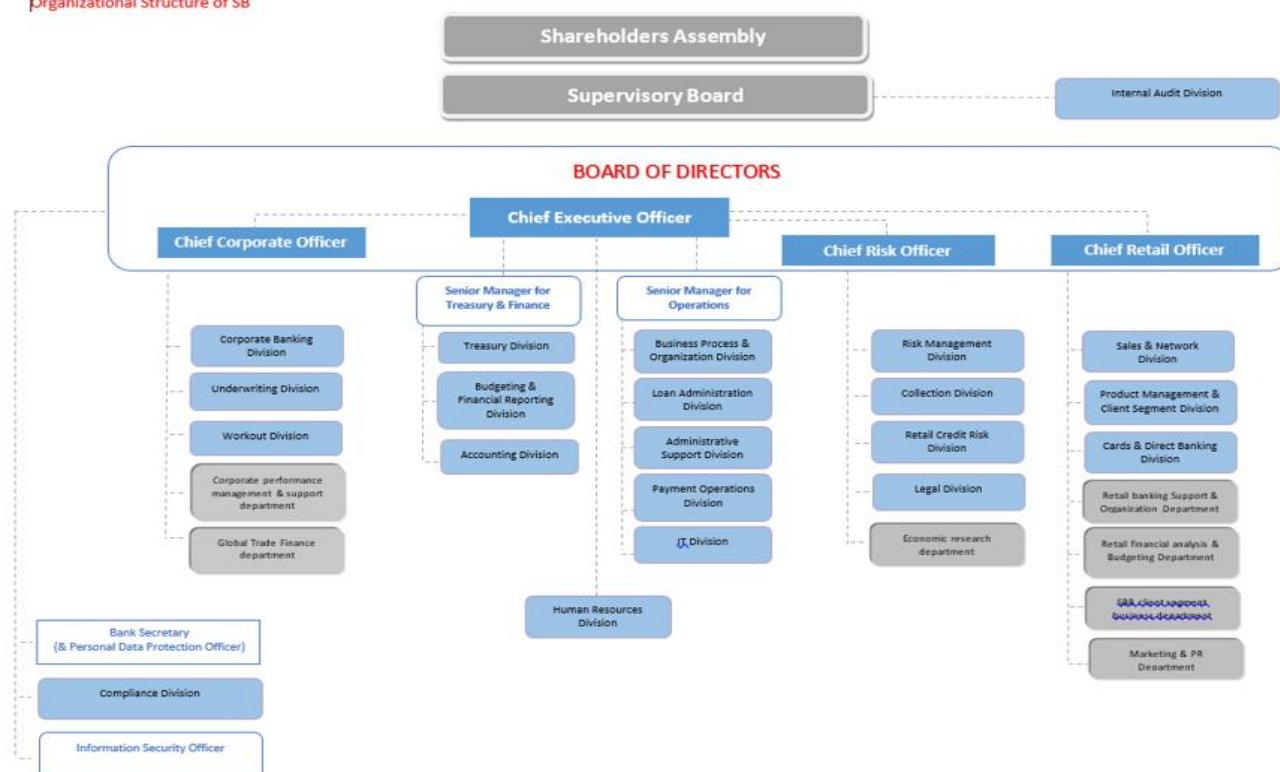 Organizational Structure of SB
Shareholders Assembly
Supervisory Board
Internal Audit Division
BOARD OF DIRECTORS
Chief Executive Officer
Chief Corporate Officer
Chief Risk Officer
Chief Retail Officer
Senior Manager for
Treasury & Finance
Senior Manager for
Operations
Corporate Banking
Division
Underwriting Division
Workout Division
Corporate performance
management & support
department
Global Trade Finance
department
Treasury Division
Budgeting &
Financial Reporting
Division
Accounting Division
Business Process &
Organization Division
Loan Administration
Division
Administrative
Support Division
Payment Operations
Division
IT Division
Human Resources
Division
Risk Management
Division
Collection Division
Retail Credit Risk
Division
Legal Division
Economic research
department
Sales & Network
Division
Product Management &
Client Segment Division
Cards & Direct Banking
Division
Retail banking Support &
Organization Department
Retail financial analysis &
Budgeting Department
client segment
business department
Marketing & PR
Department
Bank Secretary
(& Personal Data Protection Officer)
Compliance Division
Information Security Officer